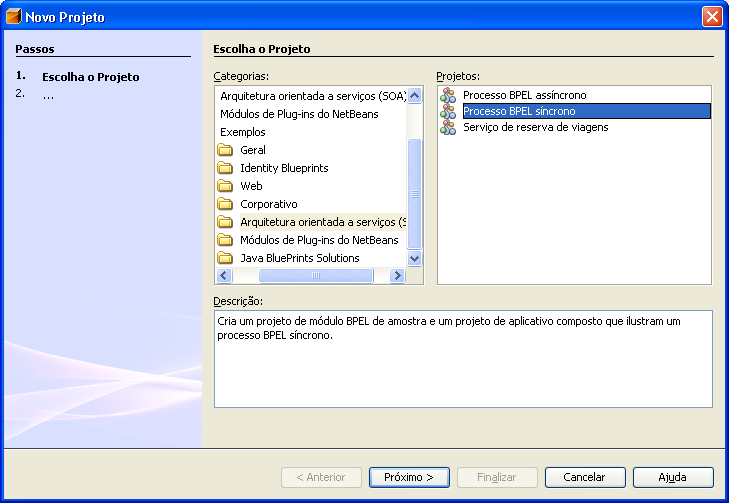 Novo Projeto
Passos
1. Escolha o Projeto
2. ...
Escolha o Projeto
Categorias:
Arquitetura orientada a serviços (SOA)
Módulos de Plug-ins do NetBeans
Exemplos
Geral
Identity Blueprints
Web
Corporativo
Arquitetura orientada a serviços (S
Módulos de Plug-ins do NetBeans
Java BluePrints Solutions
Projetos:
Processo BPEL assíncrono
Processo BPEL síncrono
Serviço de reserva de viagens
Descrição:
Cria um projeto de módulo BPEL de amostra e um projeto de aplicativo composto que ilustram um
processo BPEL síncrono.
< Anterior
Próximo >
Finalizar
Cancelar
Ajuda